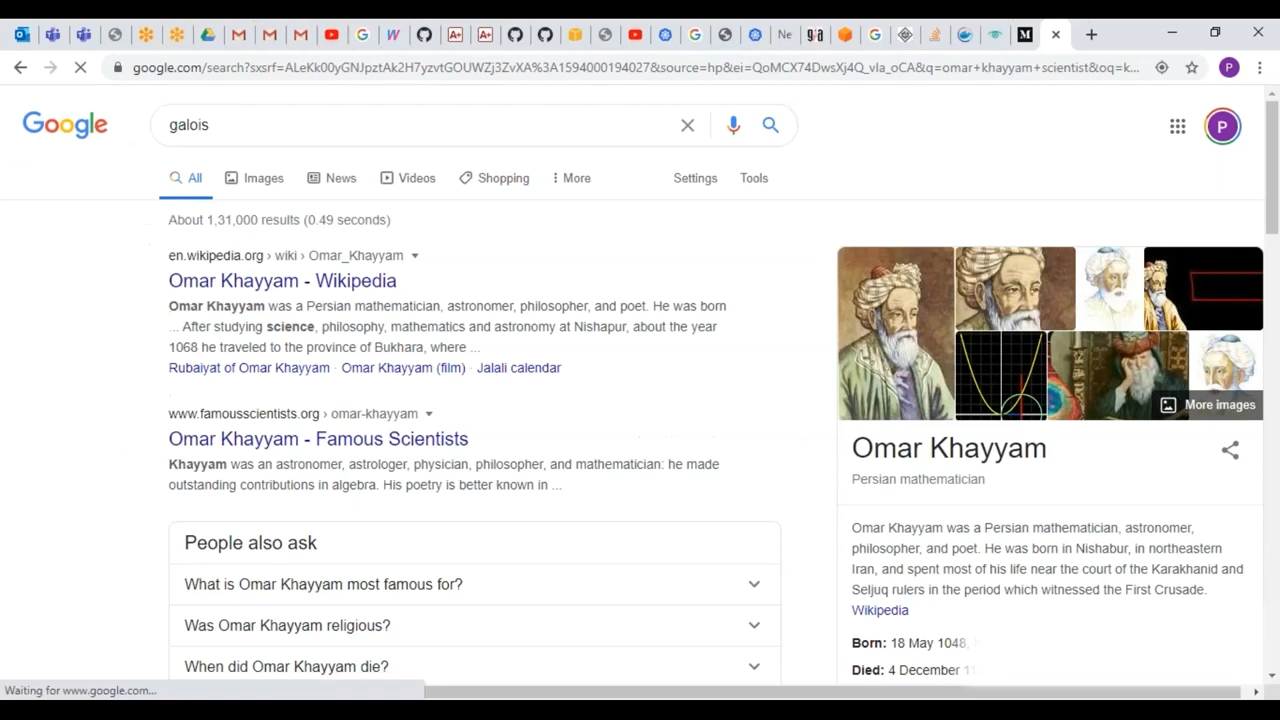 google.com/search?sxsrf=ALeKk00yGNJpztAk2H7yzvtGOUWZj3ZvXA%3A1594000194027&source=hp&ei=QoMCX74DwsXj4Q_vla_oCA&q=omar+khayyam+scientist&oq=k...
P
Google
galois
P
All
Images
News
Videos
Shopping
More
Settings
Tools
About 1,31,000 results (0.49 seconds)
en.wikipedia.org › wiki › Omar_Khayyam
Omar Khayyam - Wikipedia
Omar Khayyam was a Persian mathematician, astronomer, philosopher, and poet. He was born
... After studying science, philosophy, mathematics and astronomy at Nishapur, about the year
1068 he traveled to the province of Bukhara, where ...
Rubaiyat of Omar Khayyam · Omar Khayyam (film) · Jalali calendar
www.famousscientists.org › omar-khayyam
Omar Khayyam - Famous Scientists
Khayyam was an astronomer, astrologer, physician, philosopher, and mathematician: he made
outstanding contributions in algebra. His poetry is better known in ...
People also ask
What is Omar Khayyam most famous for?
Was Omar Khayyam religious?
When did Omar Khayyam die?
More images
Omar Khayyam
Persian mathematician
Omar Khayyam was a Persian mathematician, astronomer,
philosopher, and poet. He was born in Nishabur, in northeastern
Iran, and spent most of his life near the court of the Karakhanid and
Seljuq rulers in the period which witnessed the First Crusade.
Wikipedia
Born: 18 May 1048,
Died: 4 December
Waiting for www.google.com...